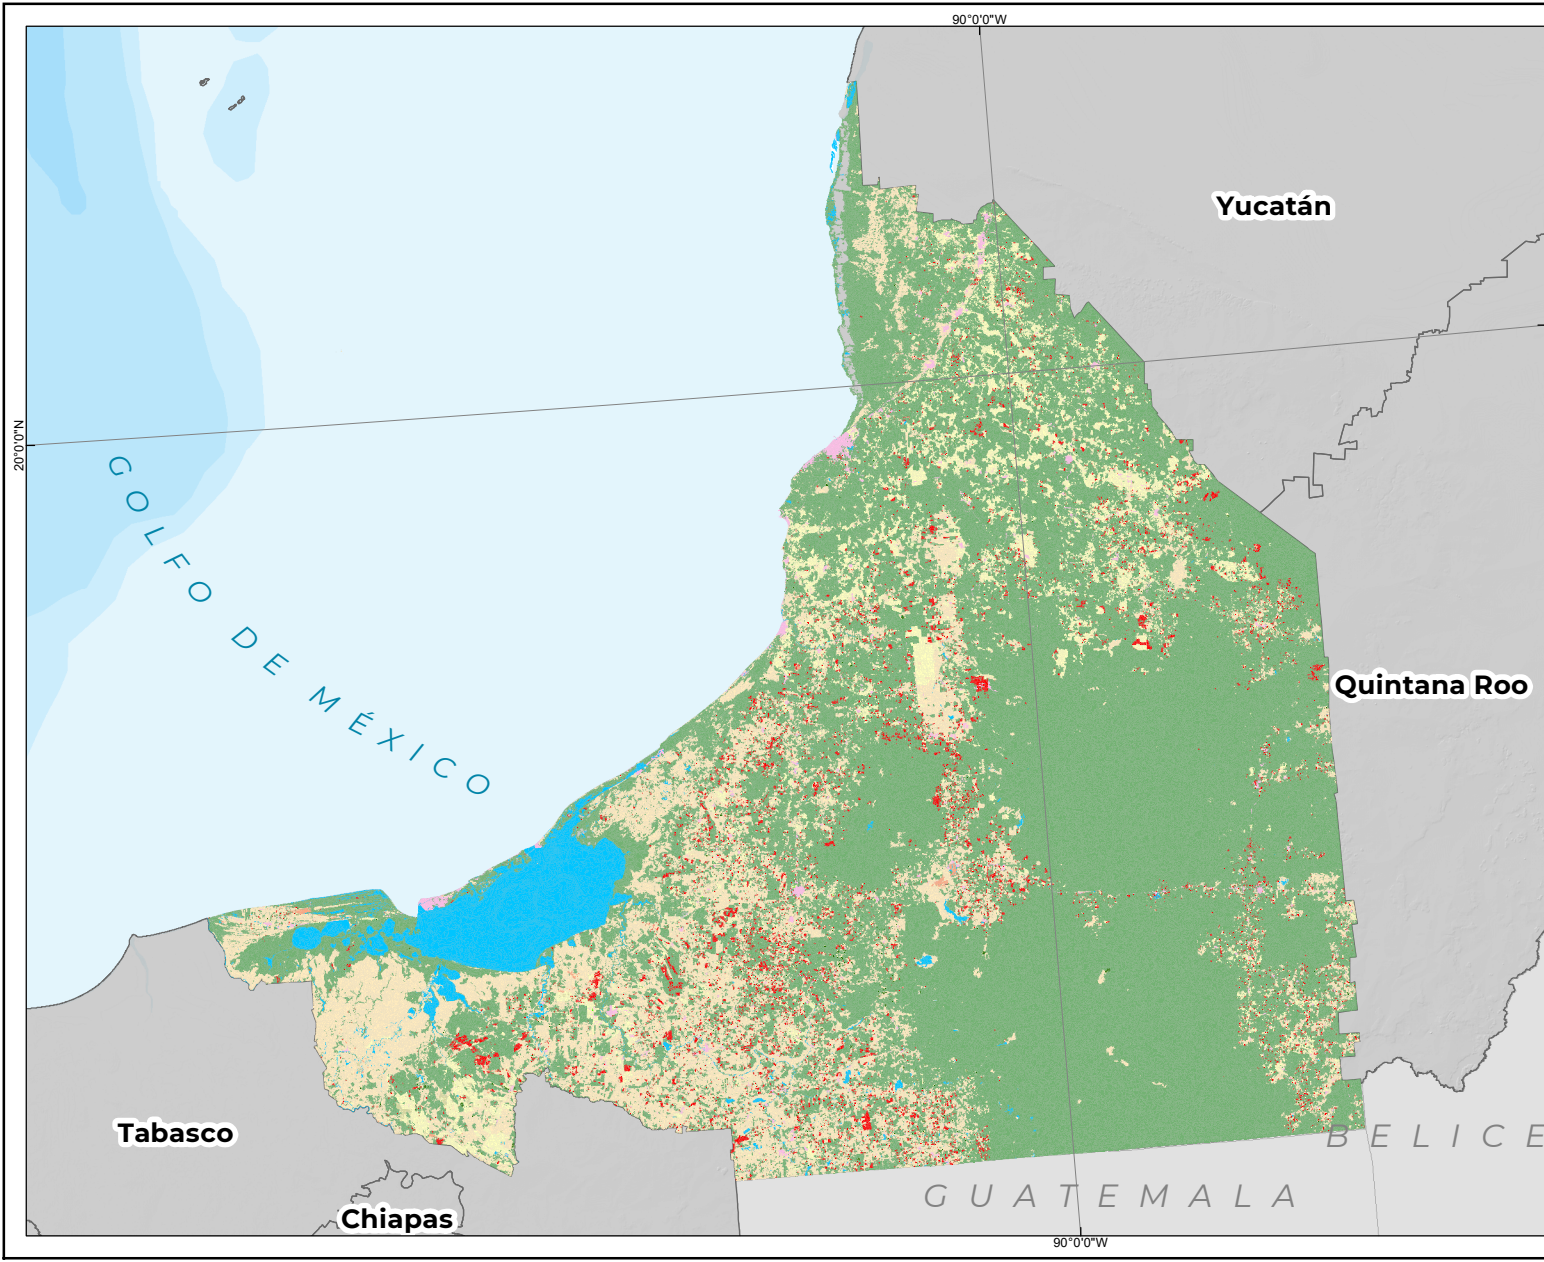 90°0'0"W
Yucatán
20°0'0"N
GOLFO DE MÉXICO
Quintana Roo
Tabasco
BELICE
GUATEMALA
Chiapas
90°0'0"W